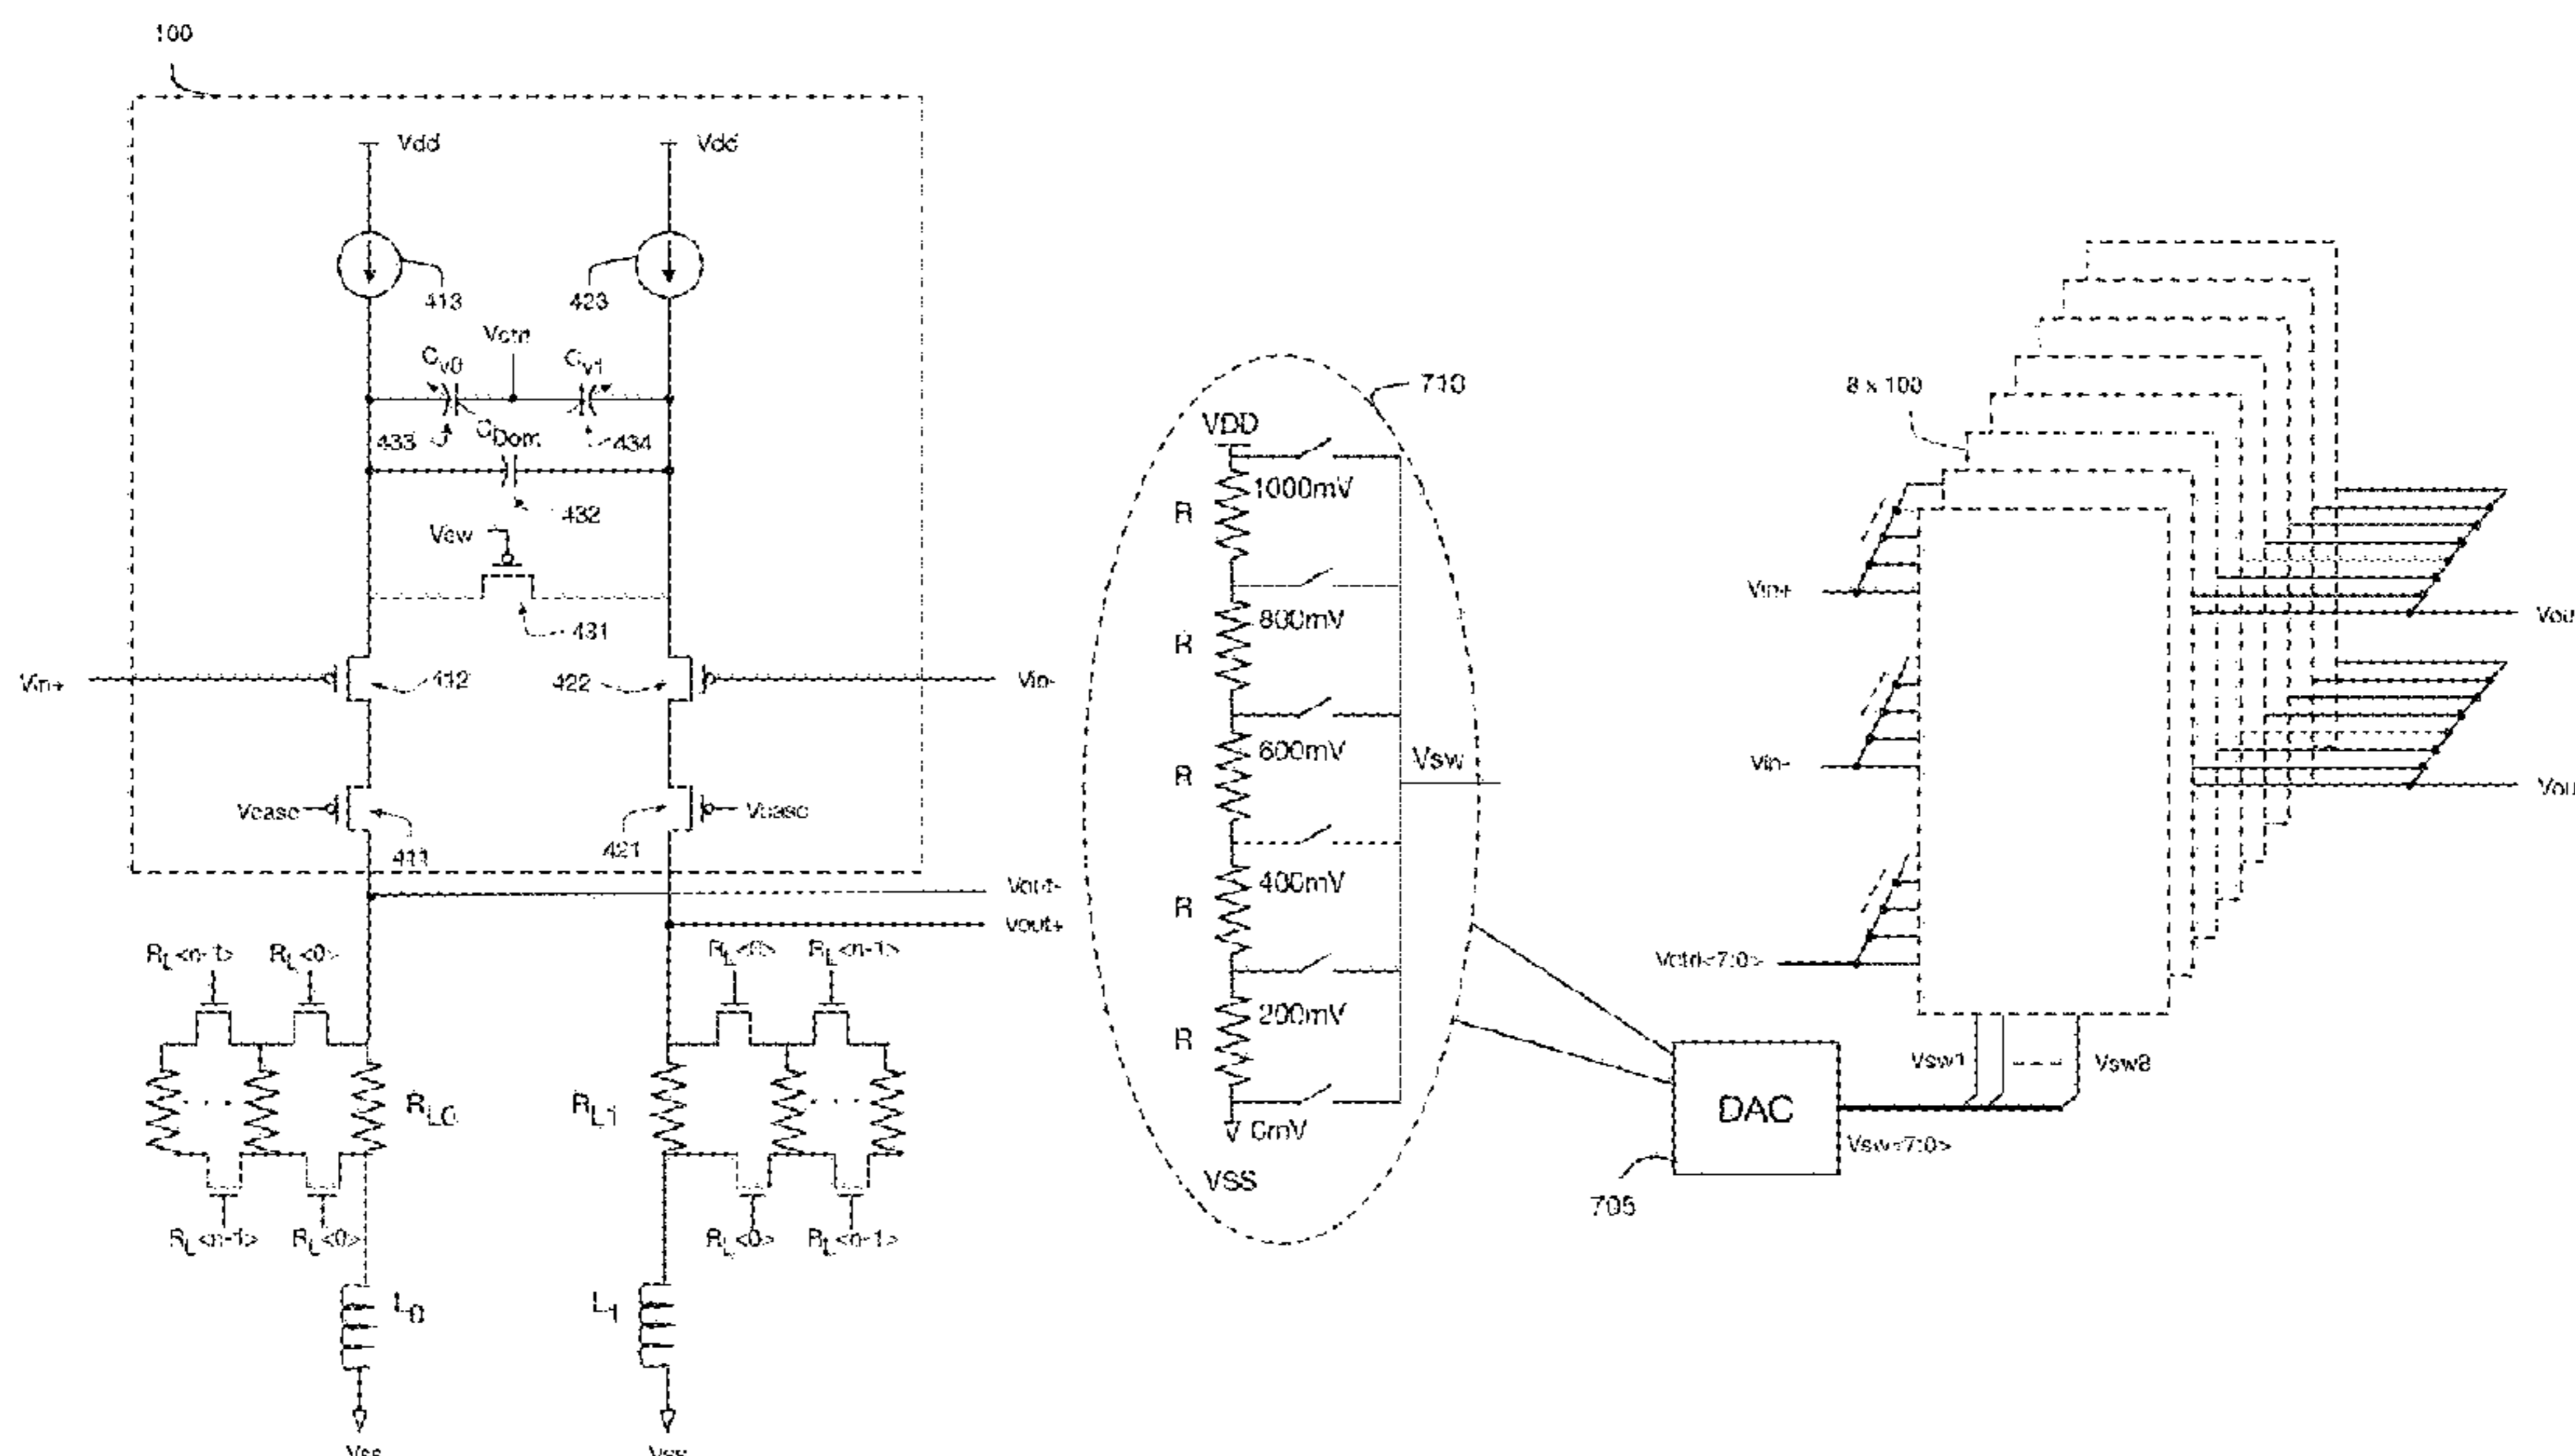 100
Vdd Vdd
413 423
Vctrl
Cv0 Cv1
433 CDom 434
432
Vsw
431
Vin+ 412 422 Vin-
Vcasc Vcasc
411 421
Vout-
Vout+
RL<n-1> RL<0> RL<0> RL<n-1>
RL0 RL1
RL<n-1> RL<0> RL<0> RL<n-1>
L0 L1
Vss Vss
710
VDD
1000mV
R
800mV
R
600mV
R
Vsw
400mV
R
200mV
R
0mV
VSS
8 x 100
Vin+
Vou
Vin-
Vou
Vctrl<7:0>
Vsw1 Vsw8
DAC
Vsw<7:0>
705